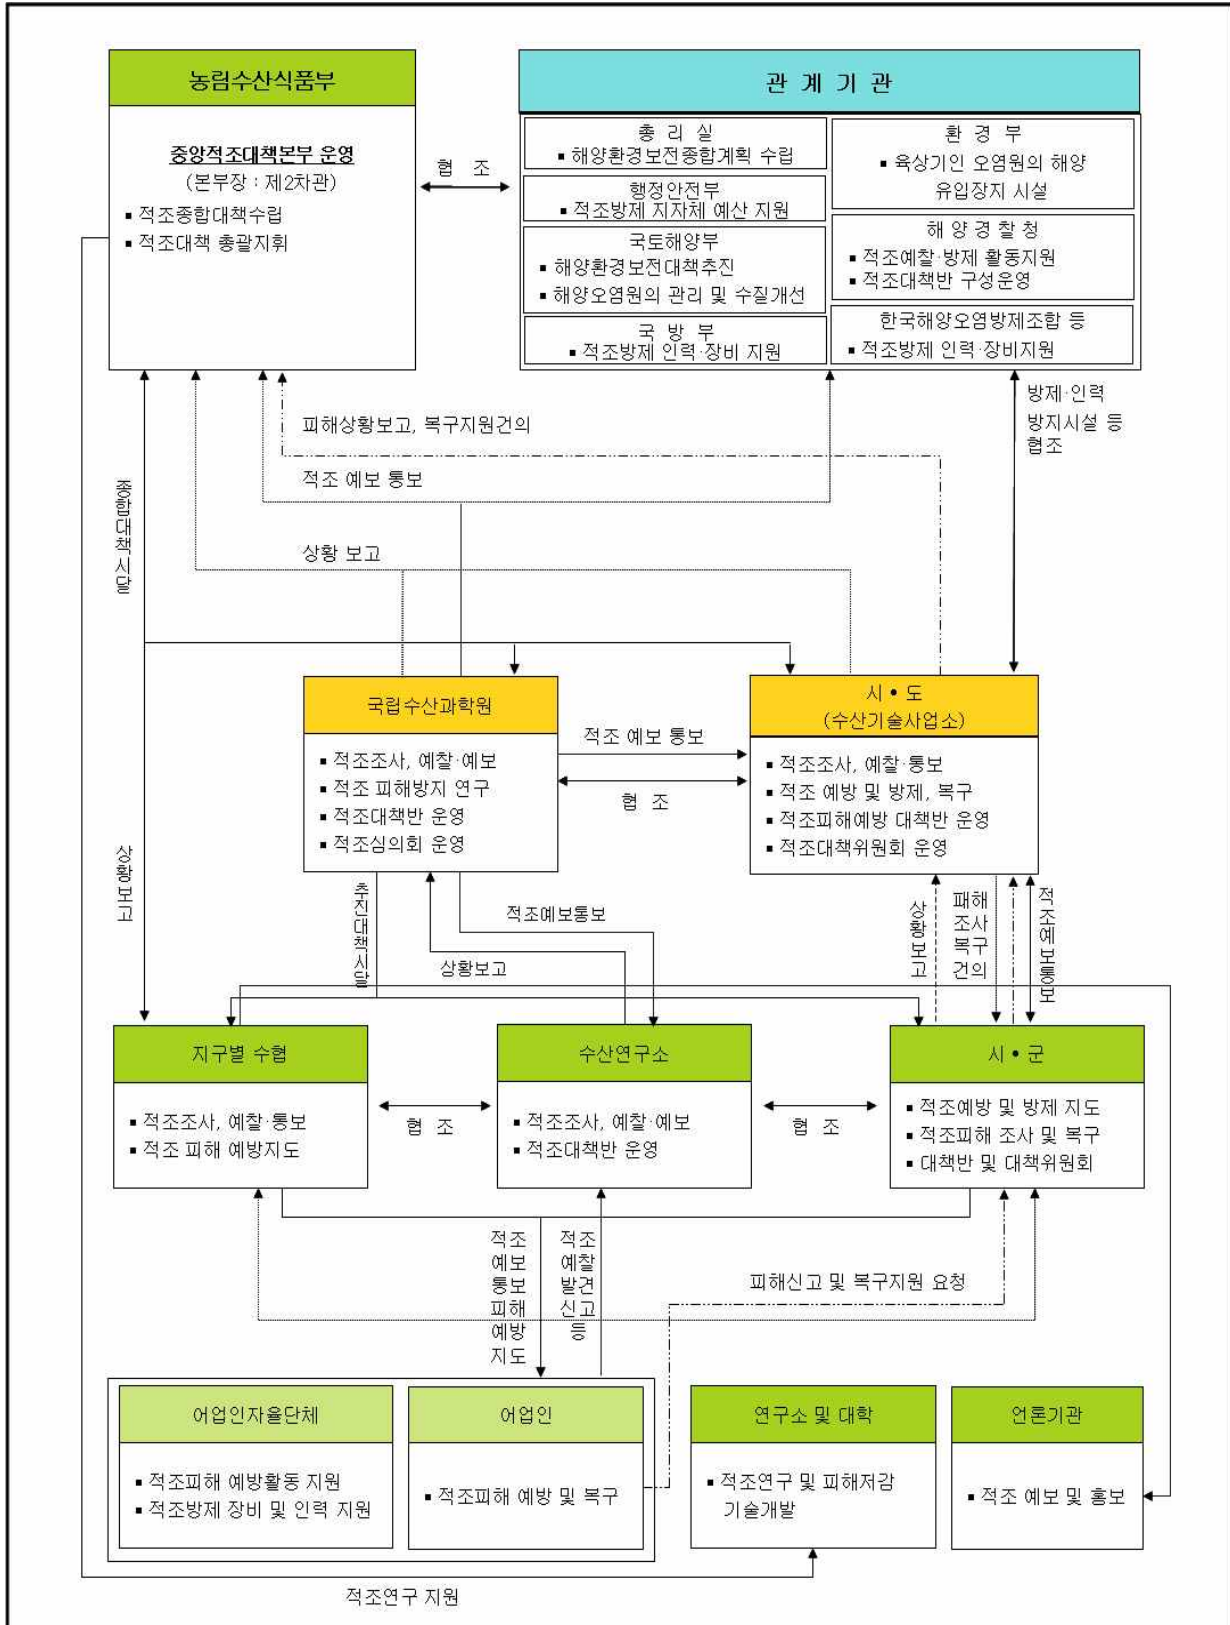 농림수산식품부
중앙적조대책본부 운영
(본부장 : 제2차관)
▪ 적조종합대책수립
▪ 적조대책 총괄지휘
협 조
관 계 기 관
총 리 실
▪ 해양환경보전종합계획 수립
행정안전부
▪ 적조방제 지자체 예산 지원
국토해양부
▪ 해양환경보전대책추진
▪ 해양오염원의 관리 및 수질개선
국 방 부
▪ 적조방제 인력·장비 지원
환 경 부
▪ 육상기인 오염원의 해양
유입장지 시설
해 양 경 찰 청
▪ 적조예찰·방제 활동지원
▪ 적조대책반 구성운영
한국해양오염방제조합 등
▪ 적조방제 인력·장비지원
피해상황보고, 복구지원건의
적조 예보 통보
상황 보고
종합대책시달
방제·인력
방지시설 등
협조
국립수산과학원
▪ 적조조사, 예찰·예보
▪ 적조 피해방지 연구
▪ 적조대책반 운영
▪ 적조심의회 운영
적조 예보 통보
협 조
시 • 도
(수산기술사업소)
▪ 적조조사, 예찰·통보
▪ 적조 예방 및 방제, 복구
▪ 적조피해예방 대책반 운영
▪ 적조대책위원회 운영
상황보고
추진대책시달
적조예보통보
상황보고
상황보고
패해
조사
복구
건의
적조예보통보
지구별 수협
▪ 적조조사, 예찰·통보
▪ 적조 피해 예방지도
협 조
수산연구소
▪ 적조조사, 예찰·예보
▪ 적조대책반 운영
협 조
시 • 군
▪ 적조예방 및 방제 지도
▪ 적조피해 조사 및 복구
▪ 대책반 및 대책위원회
적조
예보
통보
피해
예방
지도
적조
예찰
발견
신고
등
피해신고 및 복구지원 요청
어업인자율단체
▪ 적조피해 예방활동 지원
▪ 적조방제 장비 및 인력 지원
어업인
▪ 적조피해 예방 및 복구
연구소 및 대학
▪ 적조연구 및 피해저감
기술개발
언론기관
▪ 적조 예보 및 홍보
적조연구 지원